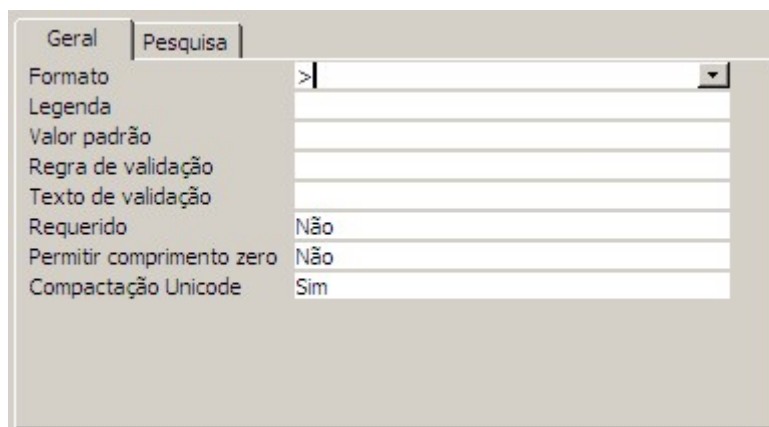 Geral Pesquisa
Formato >
Legenda
Valor padrão
Regra de validação
Texto de validação
Requerido Não
Permitir comprimento zero Não
Compactação Unicode Sim